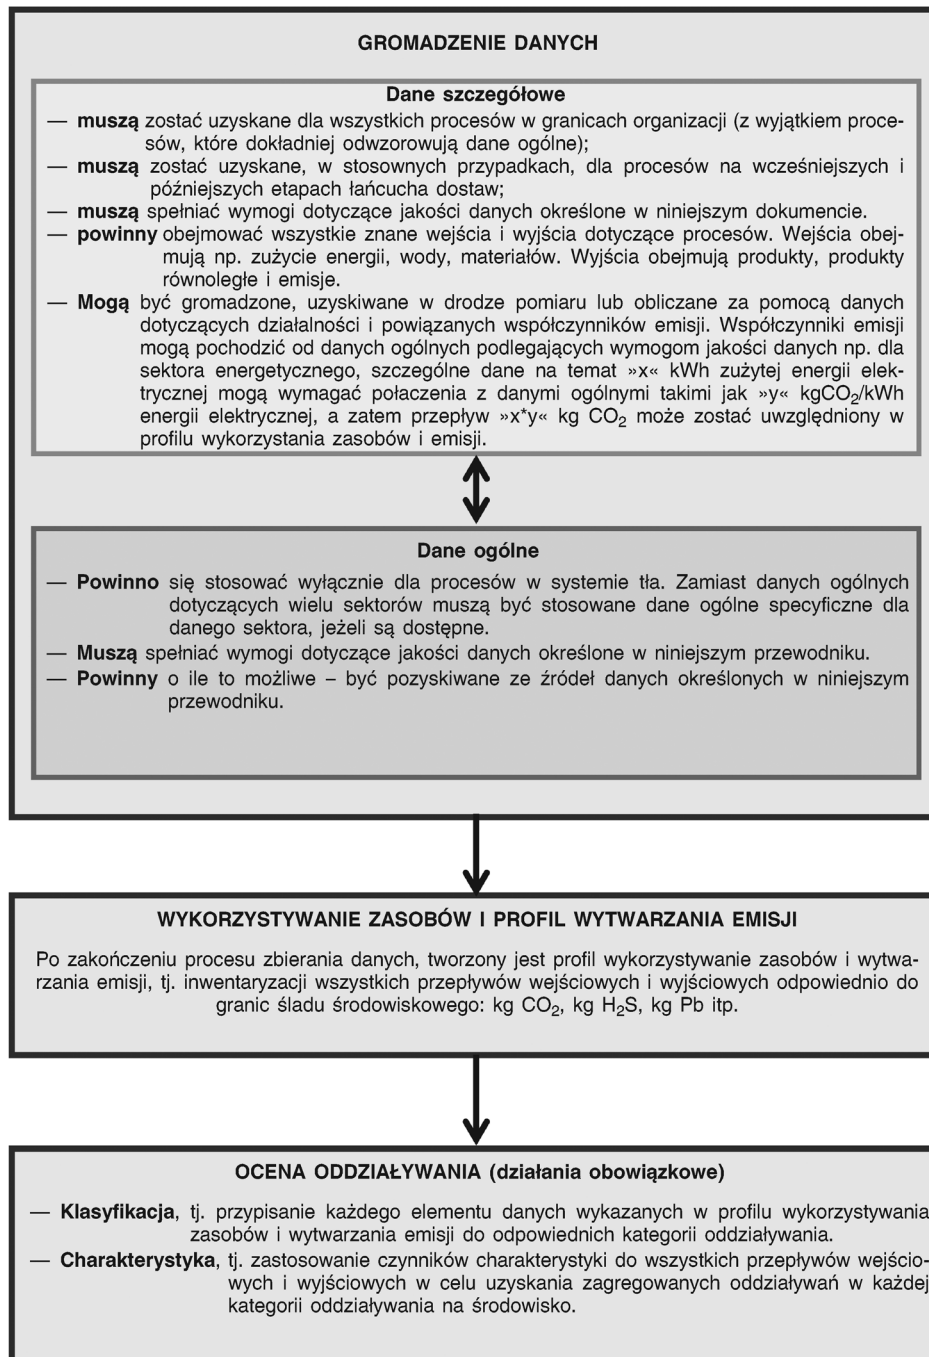 GROMADZENIE DANYCH
Dane szczegółowe
— muszą zostać uzyskane dla wszystkich procesów w granicach organizacji (z wyjątkiem proce-
sów, które dokładniej odwzorowują dane ogólne);
— muszą zostać uzyskane, w stosownych przypadkach, dla procesów na wcześniejszych i
późniejszych etapach łańcucha dostaw;
— muszą spełniać wymogi dotyczące jakości danych określone w niniejszym dokumencie.
— powinny obejmować wszystkie znane wejścia i wyjścia dotyczące procesów. Wejścia obej-
mują np. zużycie energii, wody, materiałów. Wyjścia obejmują produkty, produkty
równoległe i emisje.
— Mogą być gromadzone, uzyskiwane w drodze pomiaru lub obliczane za pomocą danych
dotyczących działalności i powiązanych współczynników emisji. Współczynniki emisji
mogą pochodzić od danych ogólnych podlegających wymogom jakości danych np. dla
sektora energetycznego, szczególne dane na temat »x« kWh zużytej energii elek-
trycznej mogą wymagać połaczenia z danymi ogólnymi takimi jak »y« kgCO₂/kWh
energii elektrycznej, a zatem przepływ »x*y« kg CO₂ może zostać uwzględniony w
profilu wykorzystania zasobów i emisji.
Dane ogólne
— Powinno się stosować wyłącznie dla procesów w systemie tła. Zamiast danych ogólnych
dotyczących wielu sektorów muszą być stosowane dane ogólne specyficzne dla
danego sektora, jeżeli są dostępne.
— Muszą spełniać wymogi dotyczące jakości danych określone w niniejszym przewodniku.
— Powinny o ile to możliwe – być pozyskiwane ze źródeł danych określonych w niniejszym
przewodniku.
WYKORZYSTYWANIE ZASOBÓW I PROFIL WYTWARZANIA EMISJI
Po zakończeniu procesu zbierania danych, tworzony jest profil wykorzystywanie zasobów i wytwa-
rzania emisji, tj. inwentaryzacji wszystkich przepływów wejściowych i wyjściowych odpowiednio do
granic śladu środowiskowego: kg CO₂, kg H₂S, kg Pb itp.
OCENA ODDZIAŁYWANIA (działania obowiązkowe)
— Klasyfikacja, tj. przypisanie każdego elementu danych wykazanych w profilu wykorzystywania
zasobów i wytwarzania emisji do odpowiednich kategorii oddziaływania.
— Charakterystyka, tj. zastosowanie czynników charakterystyki do wszystkich przepływów wejścio-
wych i wyjściowych w celu uzyskania zagregowanych oddziaływań w każdej
kategorii oddziaływania na środowisko.